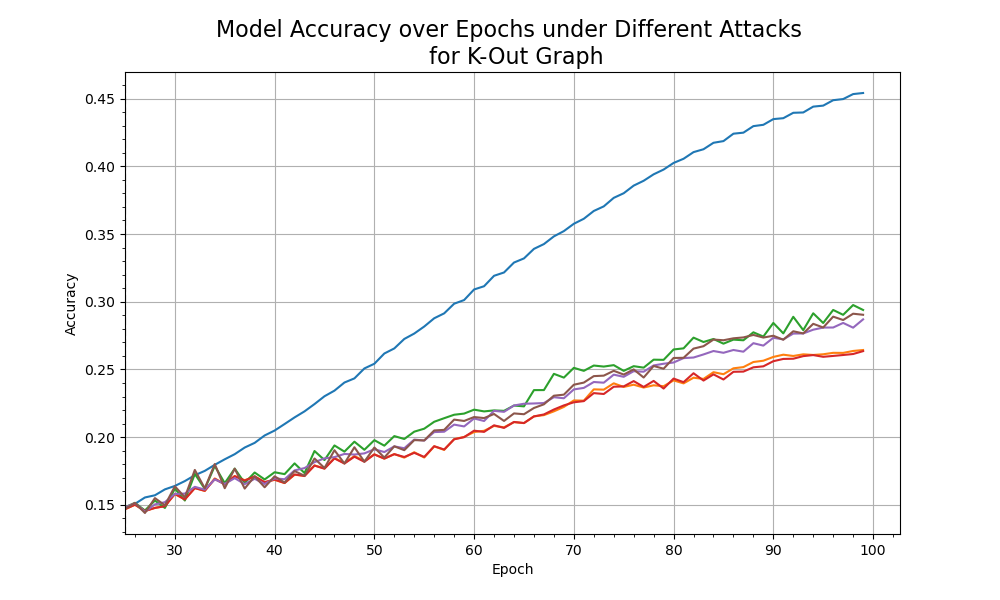 Model Accuracy over Epochs under Different Attacks
for K-Out Graph
0.45
0.40
0.35
0.30
0.25
0.20
0.15
Accuracy
30 40 50 60 70 80 90 100
Epoch